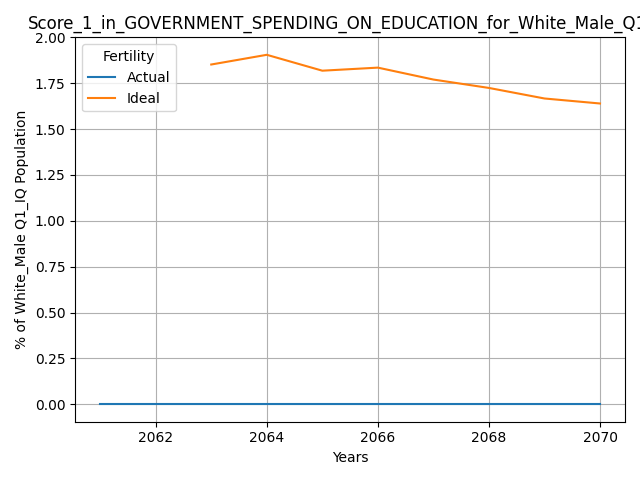 Score_1_in_GOVERNMENT_SPENDING_ON_EDUCATION_for_White_Male_Q1
Fertility
Actual
Ideal
2.00
1.75
1.50
1.25
1.00
0.75
0.50
0.25
0.00
% of White_Male Q1_IQ Population
2062 2064 2066 2068 2070
Years